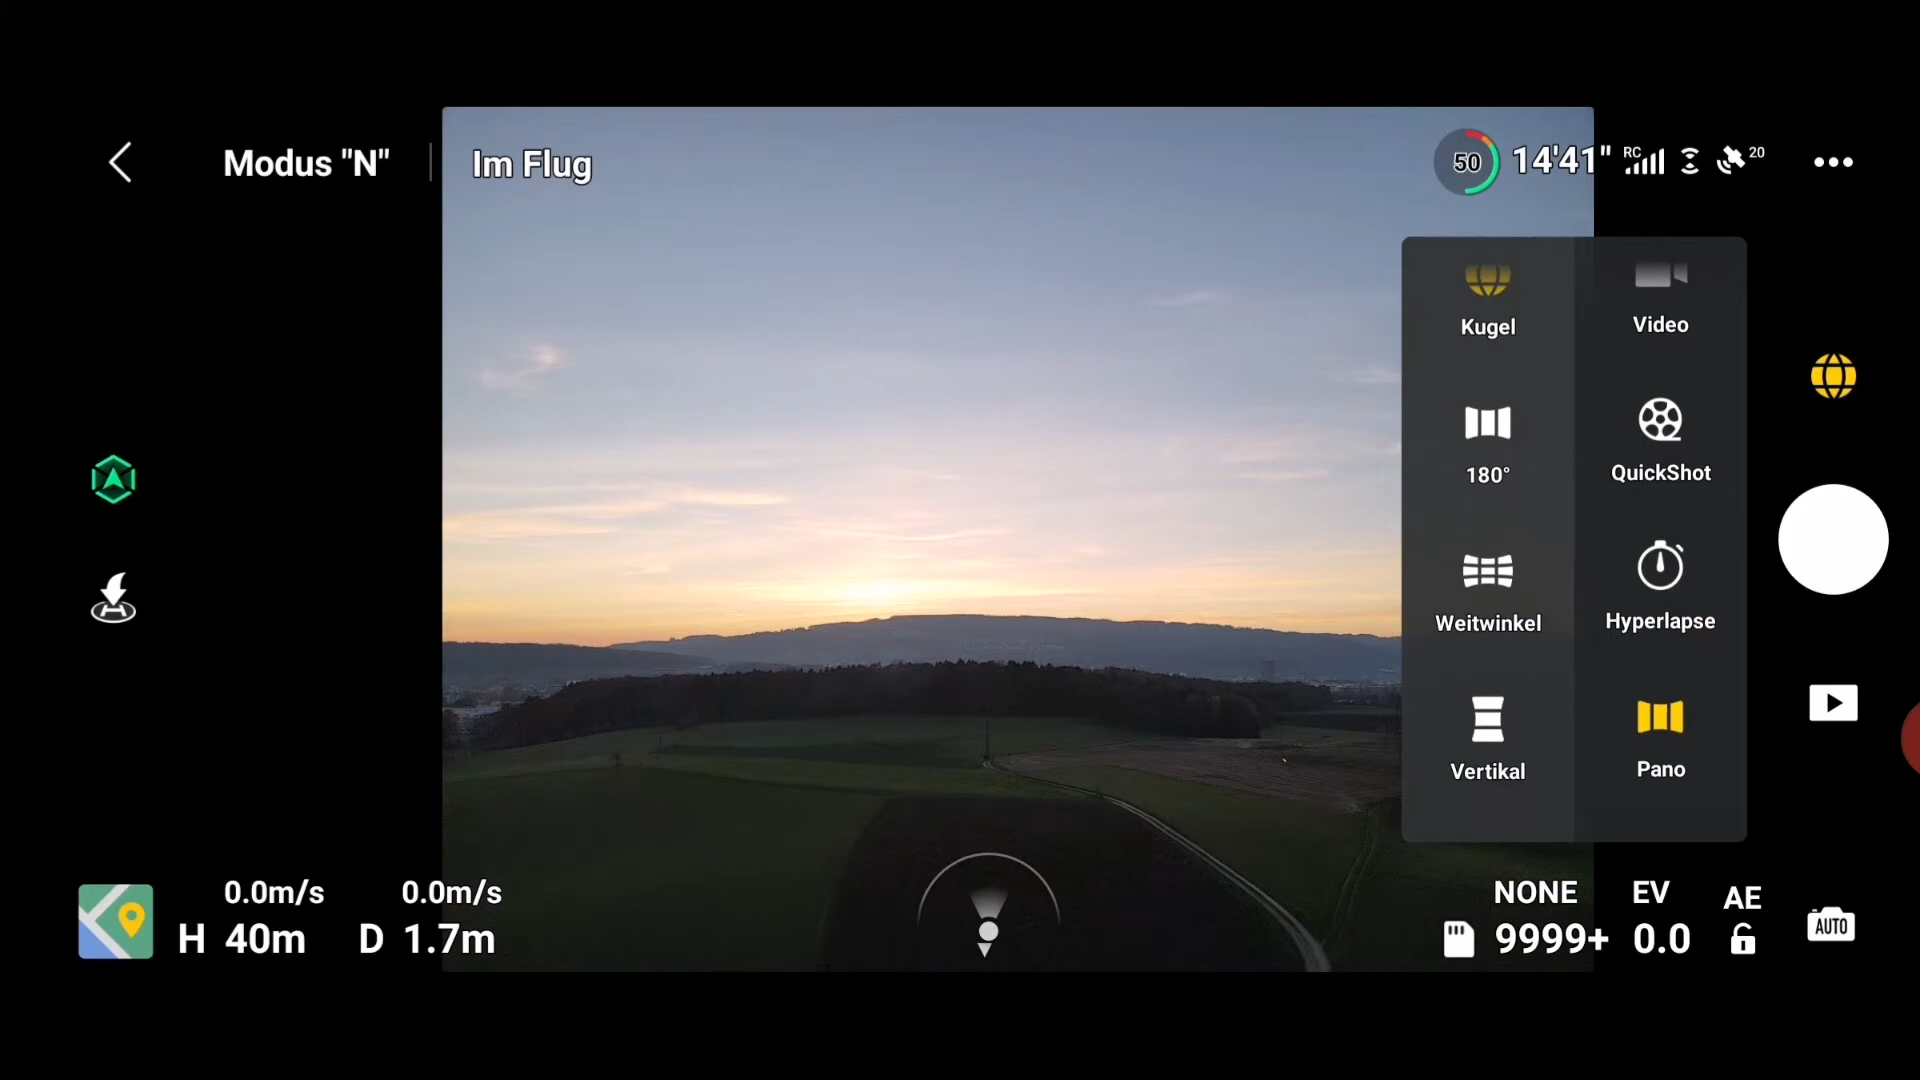 Modus "N"
Im Flug
50
14'41"
RC
20
Kugel
Video
180°
QuickShot
Weitwinkel
Hyperlapse
Vertikal
Pano
0.0m/s
0.0m/s
H 40m
D 1.7m
NONE
9999+
EV
0.0
AE
AUTO